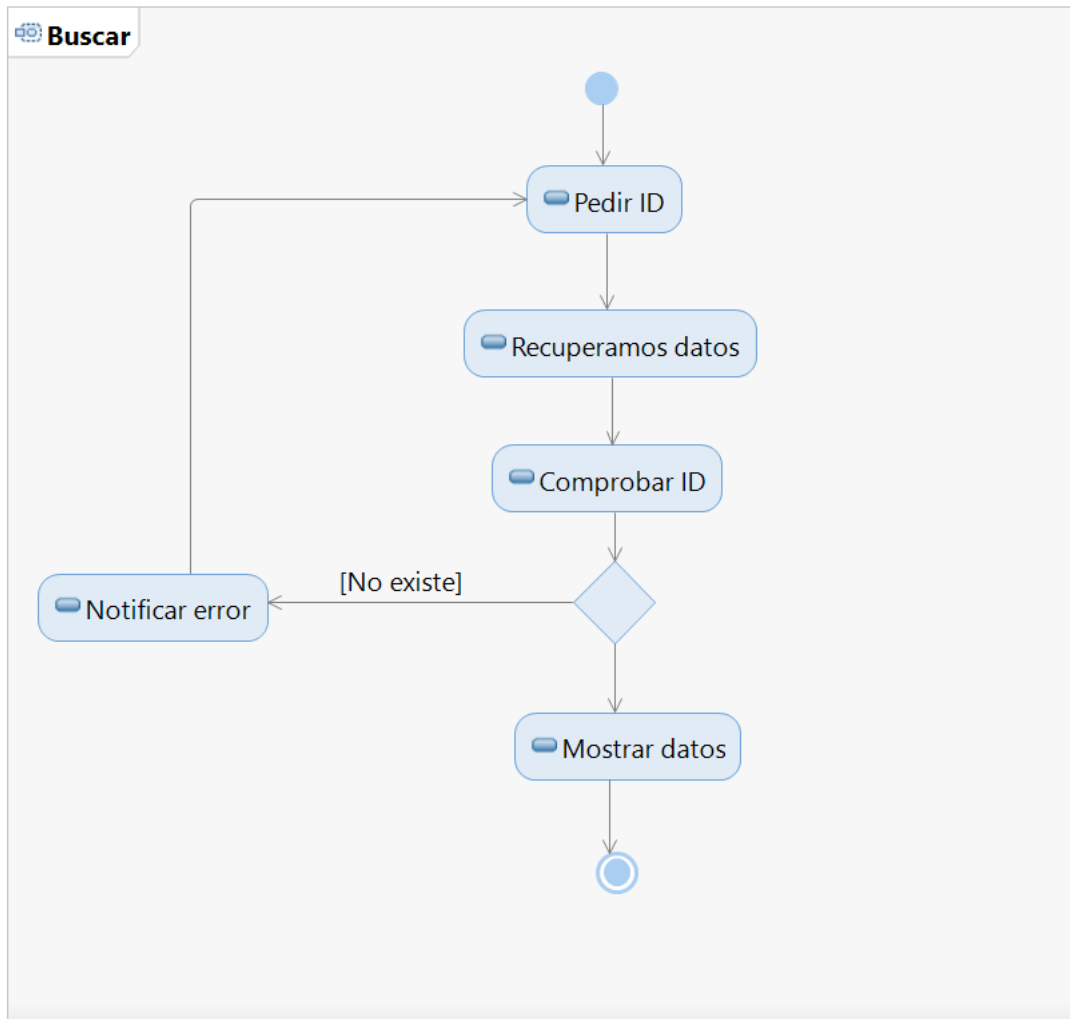 Buscar
Pedir ID
Recuperamos datos
Comprobar ID
[No existe]
Notificar error
Mostrar datos